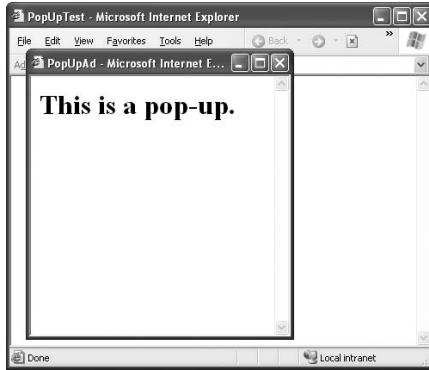 PopUpTest - Microsoft Internet Explorer
File Edit View Favorites Tools Help Back »
Ad
PopUpAd - Microsoft Internet E...
This is a pop-up.
Done Local intranet